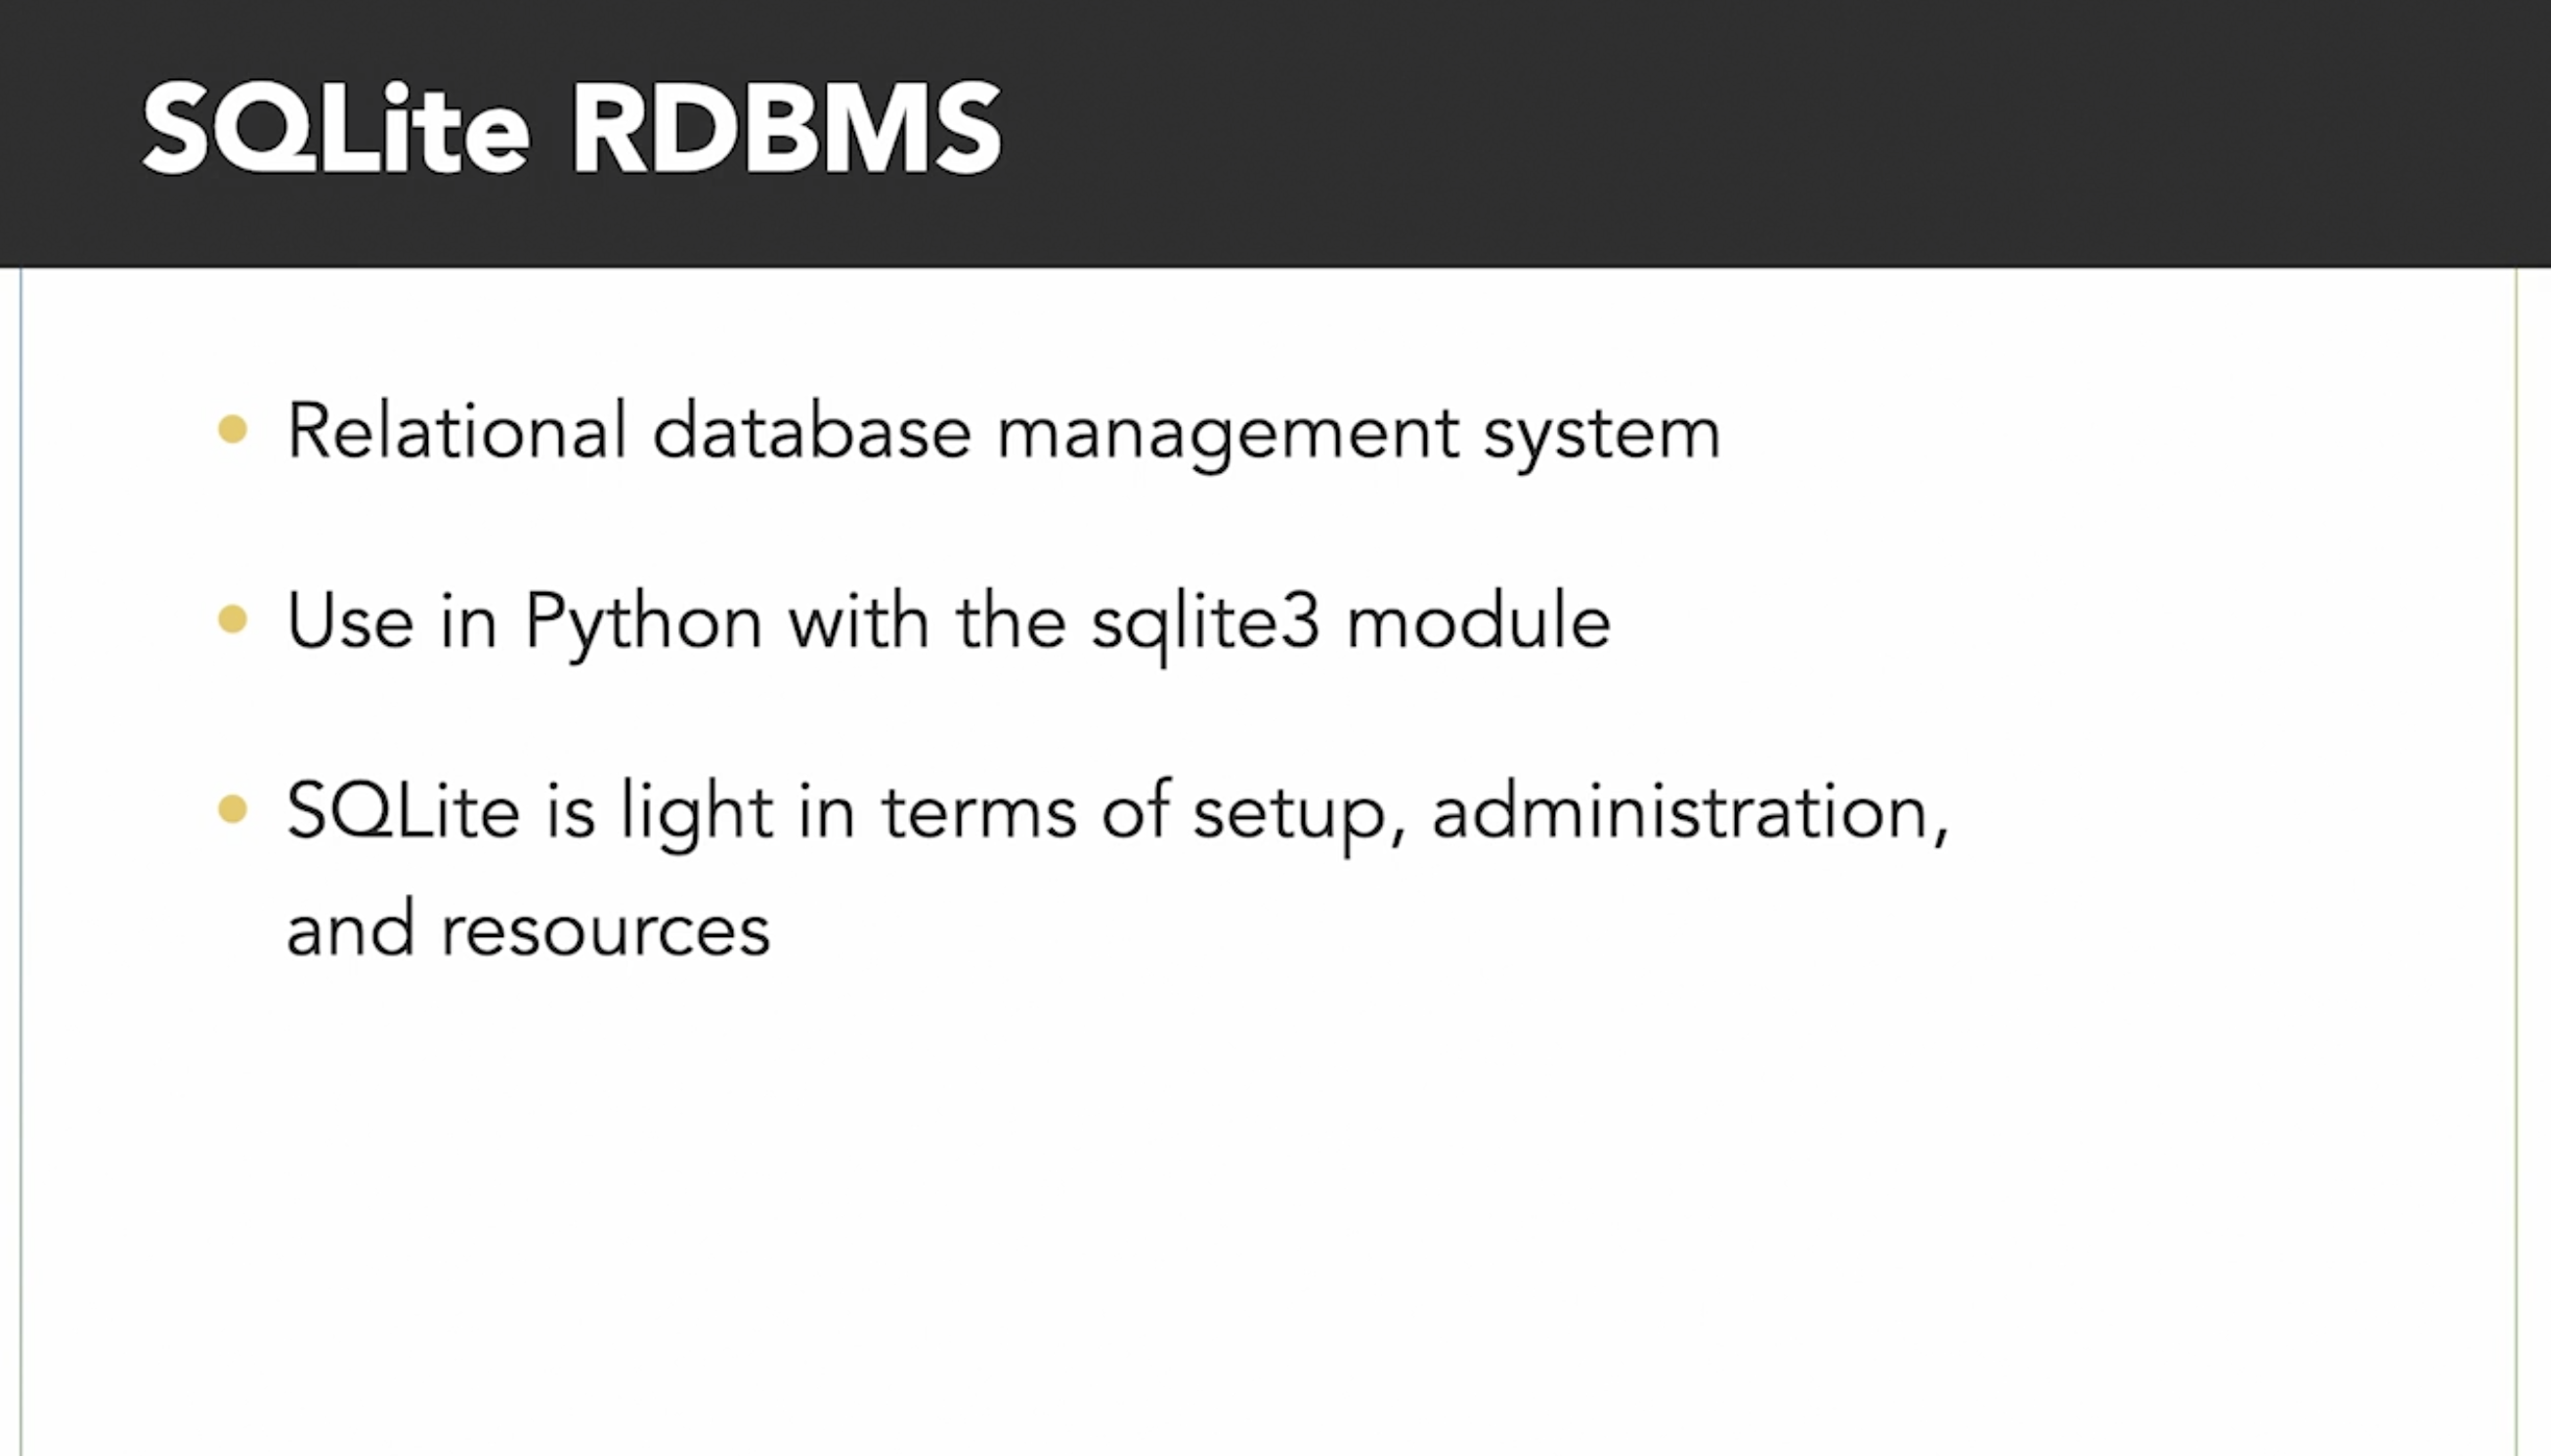 SQLite RDBMS
Relational database management system
Use in Python with the sqlite3 module
SQLite is light in terms of setup, administration,
and resources